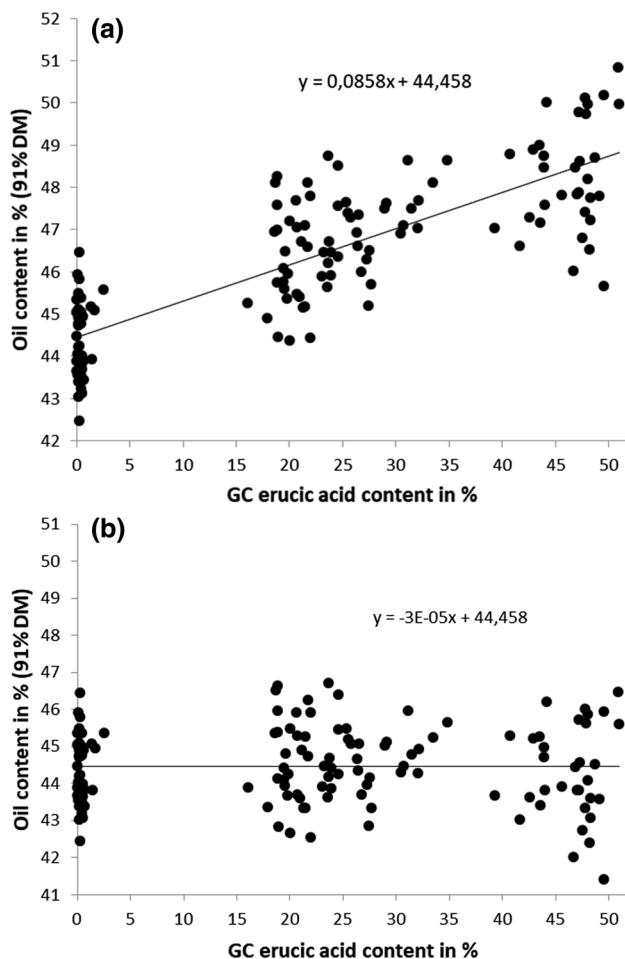 (a)
y = 0,0858x + 44,458
Oil content in % (91% DM)
52
51
50
49
48
47
46
45
44
43
42
0 5 10 15 20 25 30 35 40 45 50
GC erucic acid content in %
(b)
y = -3E-05x + 44,458
Oil content in % (91% DM)
51
50
49
48
47
46
45
44
43
42
41
0 5 10 15 20 25 30 35 40 45 50
GC erucic acid content in %